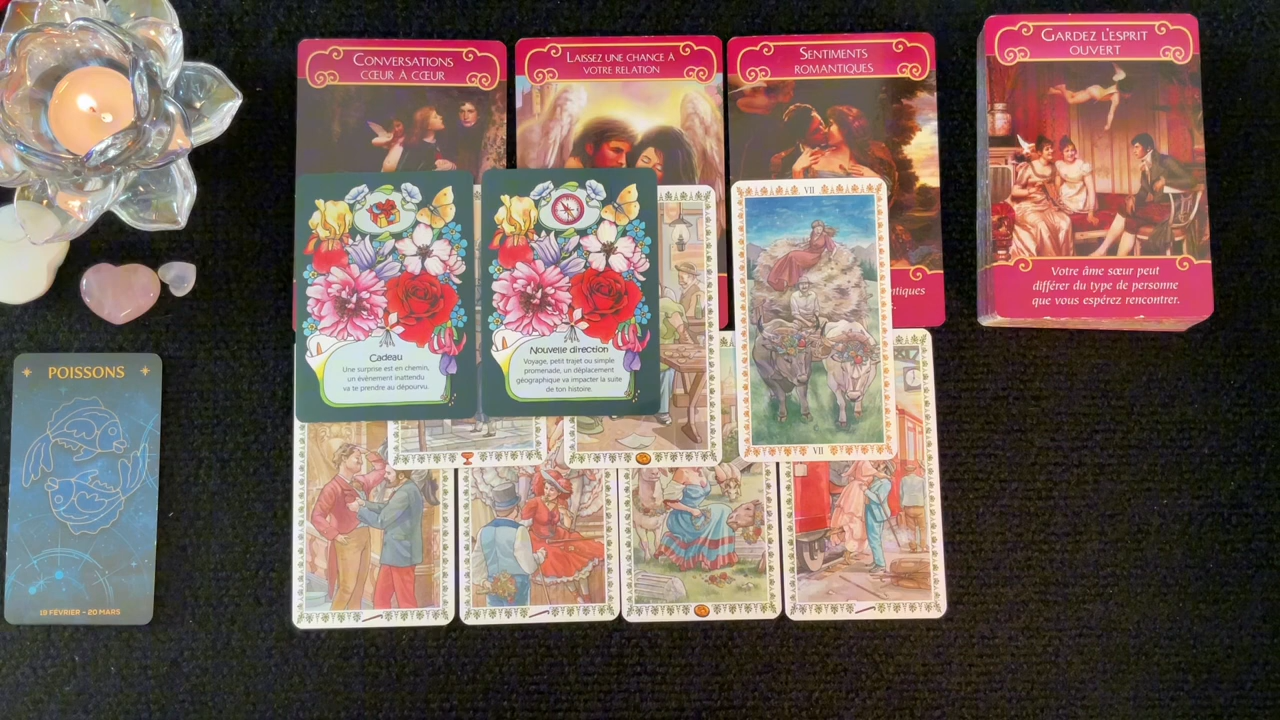 CONVERSATIONS
CŒUR À CŒUR
LAISSEZ UNE CHANCE À
VOTRE RELATION
SENTIMENTS
ROMANTIQUES
GARDEZ L'ESPRIT
OUVERT
Votre âme sœur peut
différer du type de personne
que vous espérez rencontrer.
Cadeau
Une surprise est en chemin,
un évènement inattendu
va te prendre au dépourvu.
Nouvelle direction
Voyage, petit trajet ou simple
promenade, un déplacement
géographique va impacter la suite
de ton histoire.
VII
VII
POISSONS
19 FÉVRIER - 20 MARS